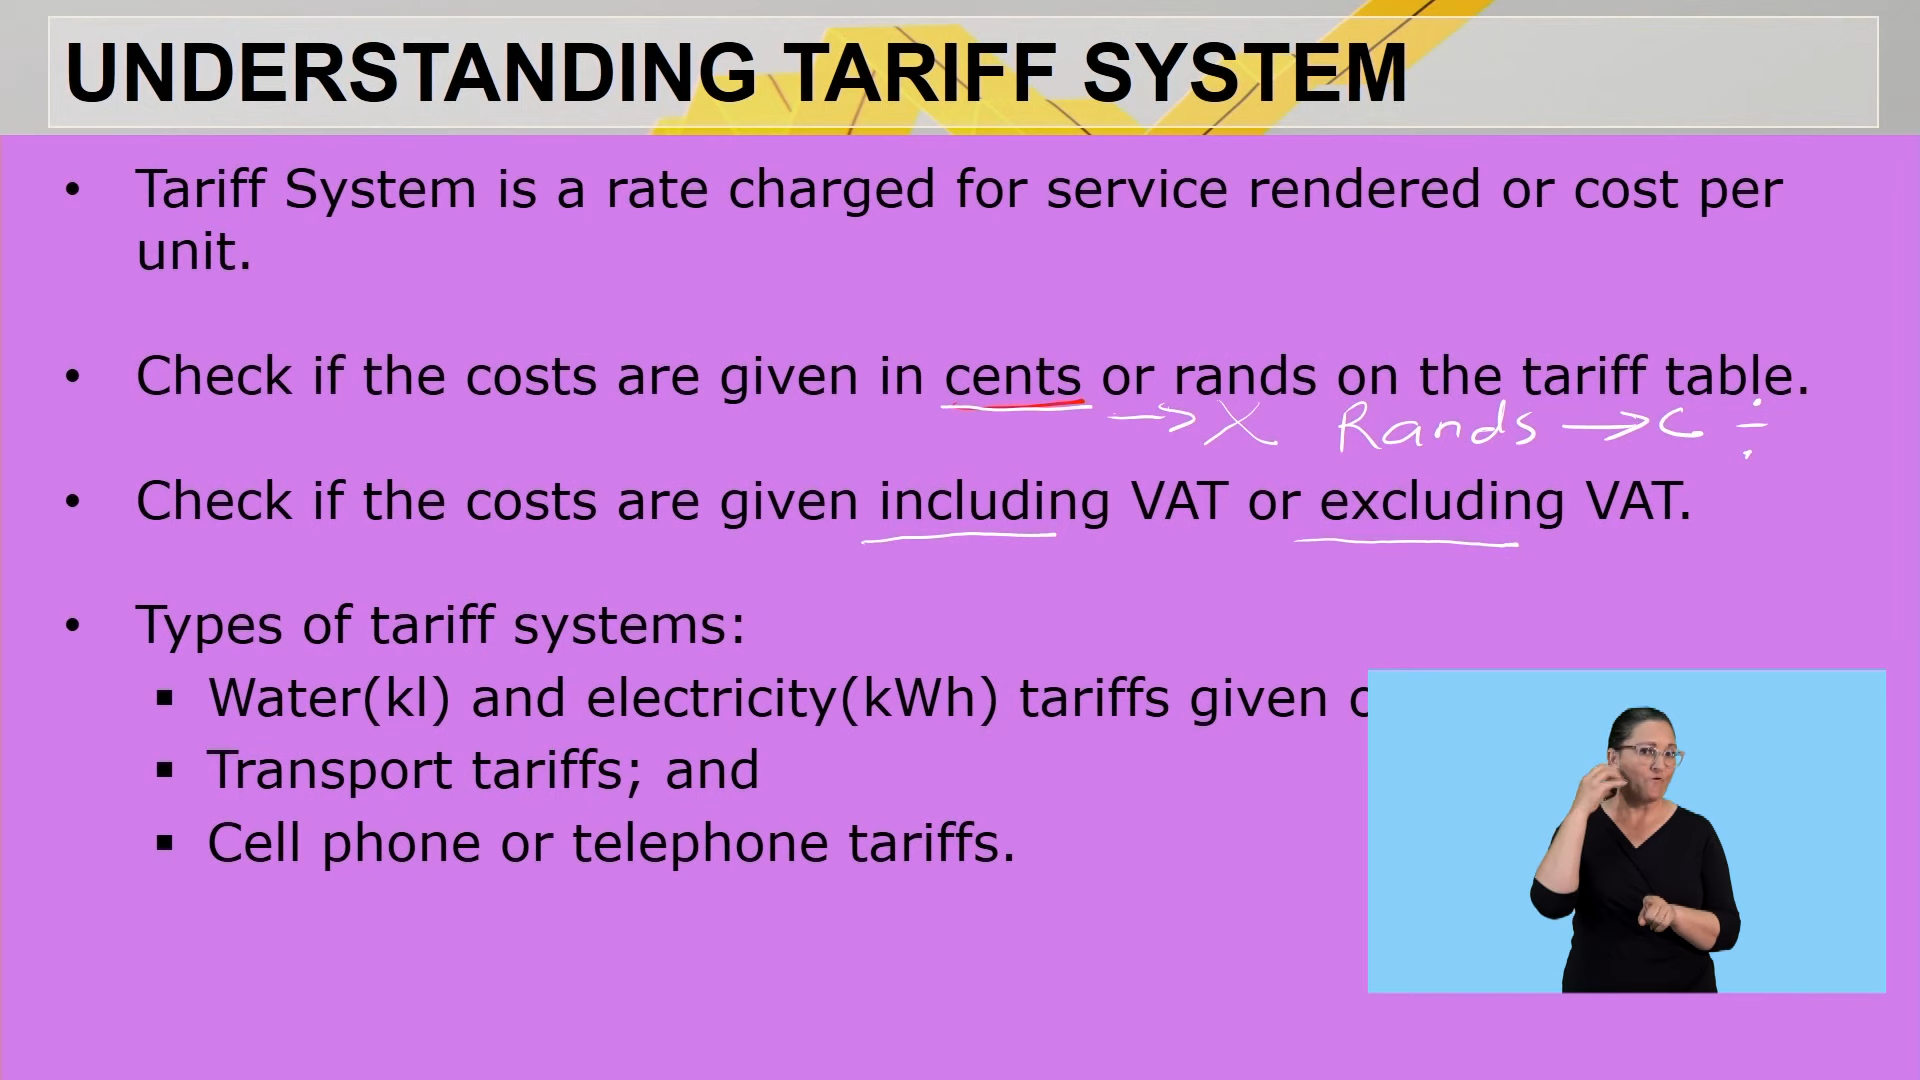 UNDERSTANDING TARIFF SYSTEM
• Tariff System is a rate charged for service rendered or cost per
unit.
• Check if the costs are given in cents or rands on the tariff table.
→ X Rands → C ÷
• Check if the costs are given including VAT or excluding VAT.
• Types of tariff systems:
▪ Water(kl) and electricity(kWh) tariffs given
▪ Transport tariffs; and
▪ Cell phone or telephone tariffs.